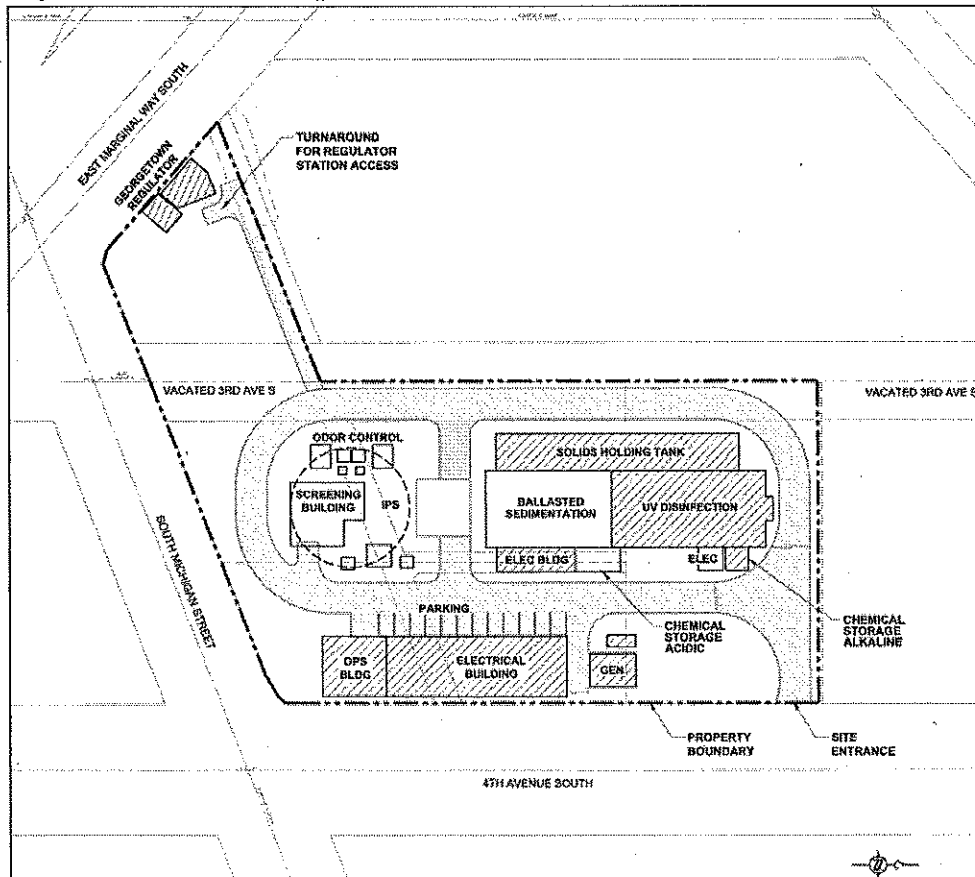 EAST MARGINAL WAY SOUTH
GEORGETOWN
REGULATOR
TURNAROUND
FOR REGULATOR
STATION ACCESS
VACATED 3RD AVE S
VACATED 3RD AVE S
ODOR CONTROL
SCREENING
BUILDING
IPS
SOLIDS HOLDING TANK
BALLASTED
SEDIMENTATION
UV DISINFECTION
ELEC BLDG
ELEC
SOUTH MICHIGAN STREET
PARKING
CHEMICAL
STORAGE
ACIDIC
CHEMICAL
STORAGE
ALKALINE
OPS
BLDG
ELECTRICAL
BUILDING
GEN
PROPERTY
BOUNDARY
SITE
ENTRANCE
4TH AVENUE SOUTH